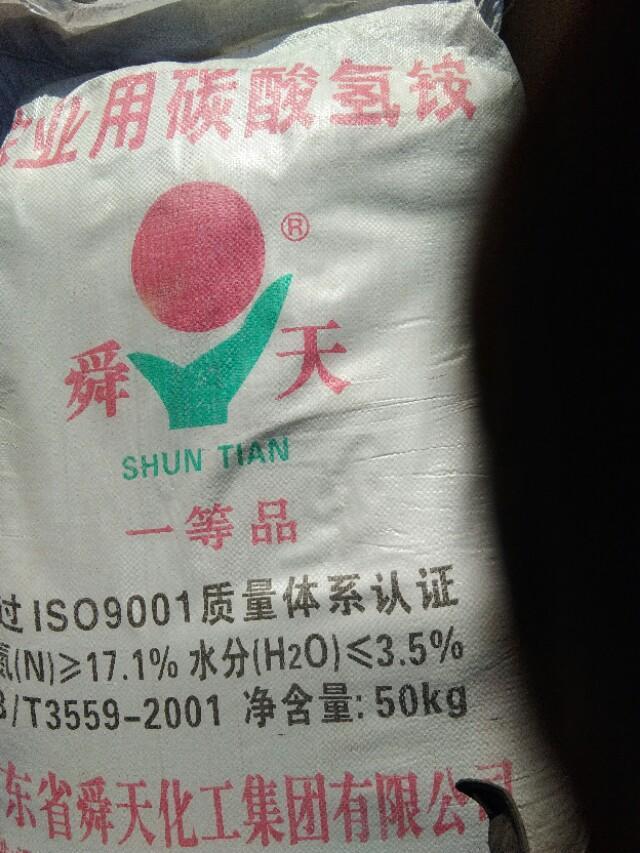 业用碳酸氢铵
®
舜 天
SHUN TIAN
一等品
过ISO9001质量体系认证
氮(N)≥17.1% 水分(H2O)≤3.5%
/T3559-2001 净含量: 50kg
东省舜天化工集团有限公司